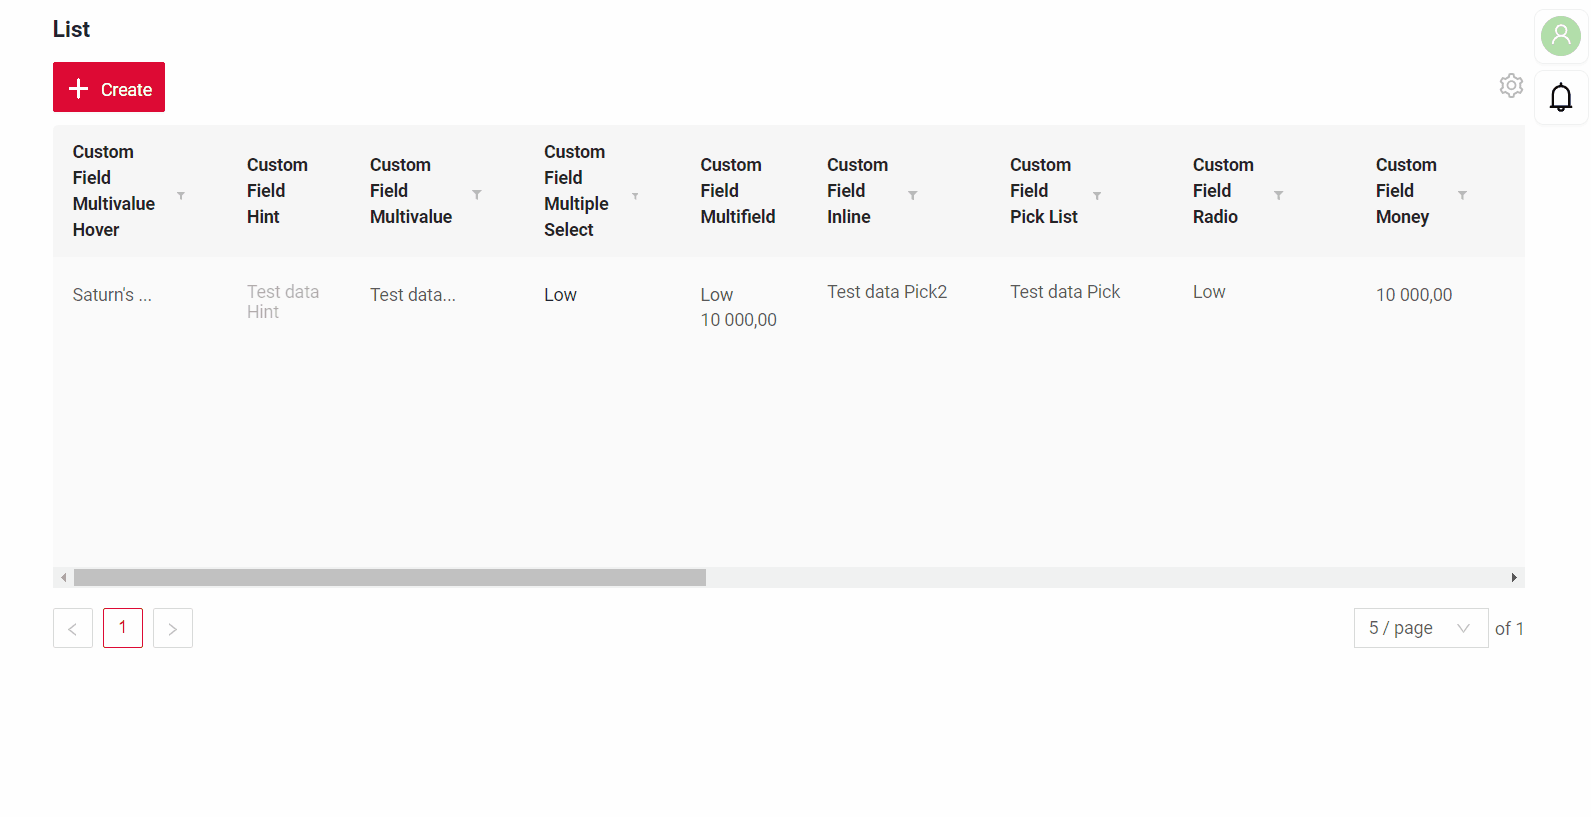 List
Create
Custom
Field
Multivalue
Hover
Custom
Field
Hint
Custom
Field
Multivalue
Custom
Field
Multiple
Select
Custom
Field
Multifield
Custom
Field
Inline
Custom
Field
Pick List
Custom
Field
Radio
Custom
Field
Money
Saturn's ...
Test data
Hint
Test data...
Low
Low
10 000,00
Test data Pick2
Test data Pick
Low
10 000,00
1
5 / page
of 1